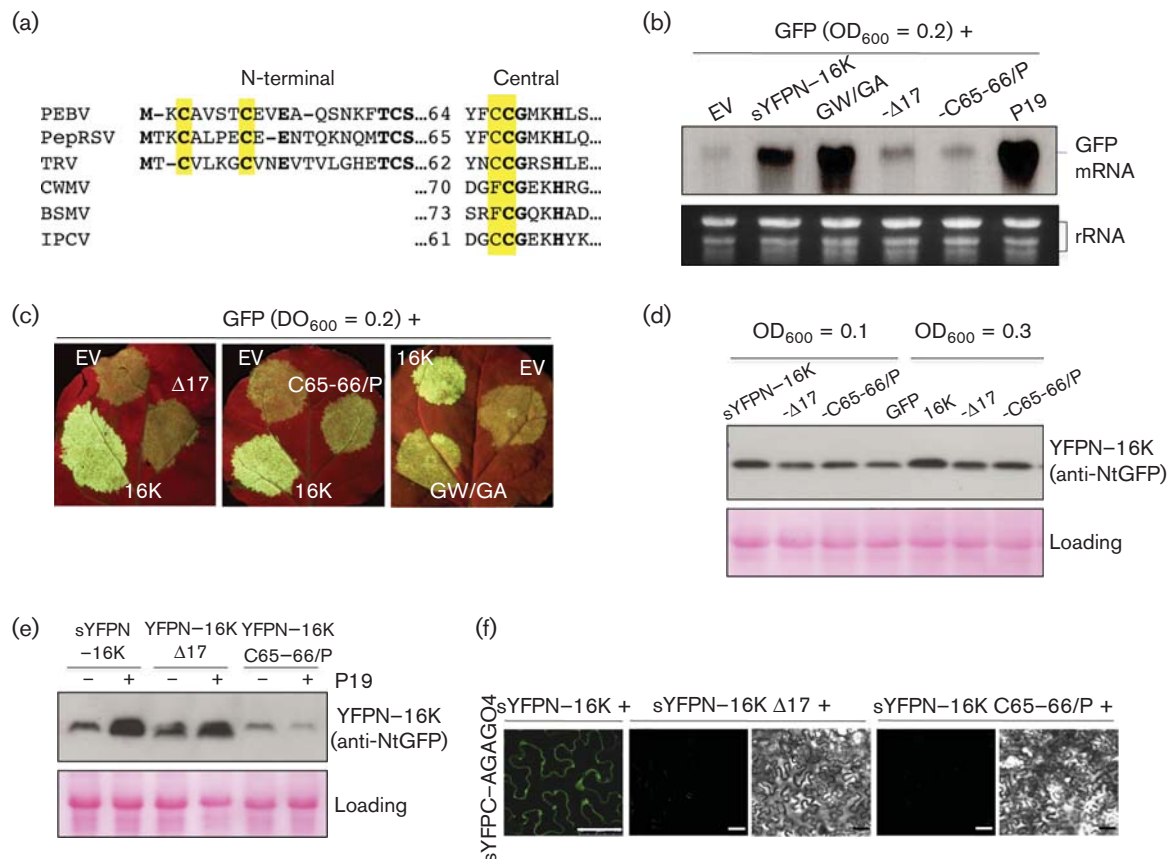 (a)
N-terminal Central
PEBV M-KCAVSTCEVEA-QSNKFTCS…64 YFCCGMKHLS…
PepRSV MTKCALPECE-ENTQKNQMTCS…65 YFCCGMKHLQ…
TRV MT-CVLKGCVNEVTVLGHETCS…62 YNCCGRSHLE…
CWMV …70 DGFCGEKHRG…
BSMV …73 SRFCGQKHAD…
IPCV …61 DGCCGEKHYK…
(b)
GFP (OD600 = 0.2) +
EV sYFPN–16K GW/GA -Δ17 -C65-66/P P19
GFP
mRNA
rRNA
(c)
GFP (DO600 = 0.2) +
EV Δ17 16K
EV C65-66/P 16K
16K EV GW/GA
(d)
OD600 = 0.1 OD600 = 0.3
sYFPN–16K -Δ17 -C65-66/P GFP 16K -Δ17 -C65-66/P
YFPN–16K
(anti-NtGFP)
Loading
(e)
sYFPN YFPN–16K YFPN–16K
–16K Δ17 C65–66/P
– + – + – + P19
YFPN–16K
(anti-NtGFP)
Loading
(f)
sYFPN–16K + sYFPN–16K Δ17 + sYFPN–16K C65–66/P +
sYFPC–AGAGO4